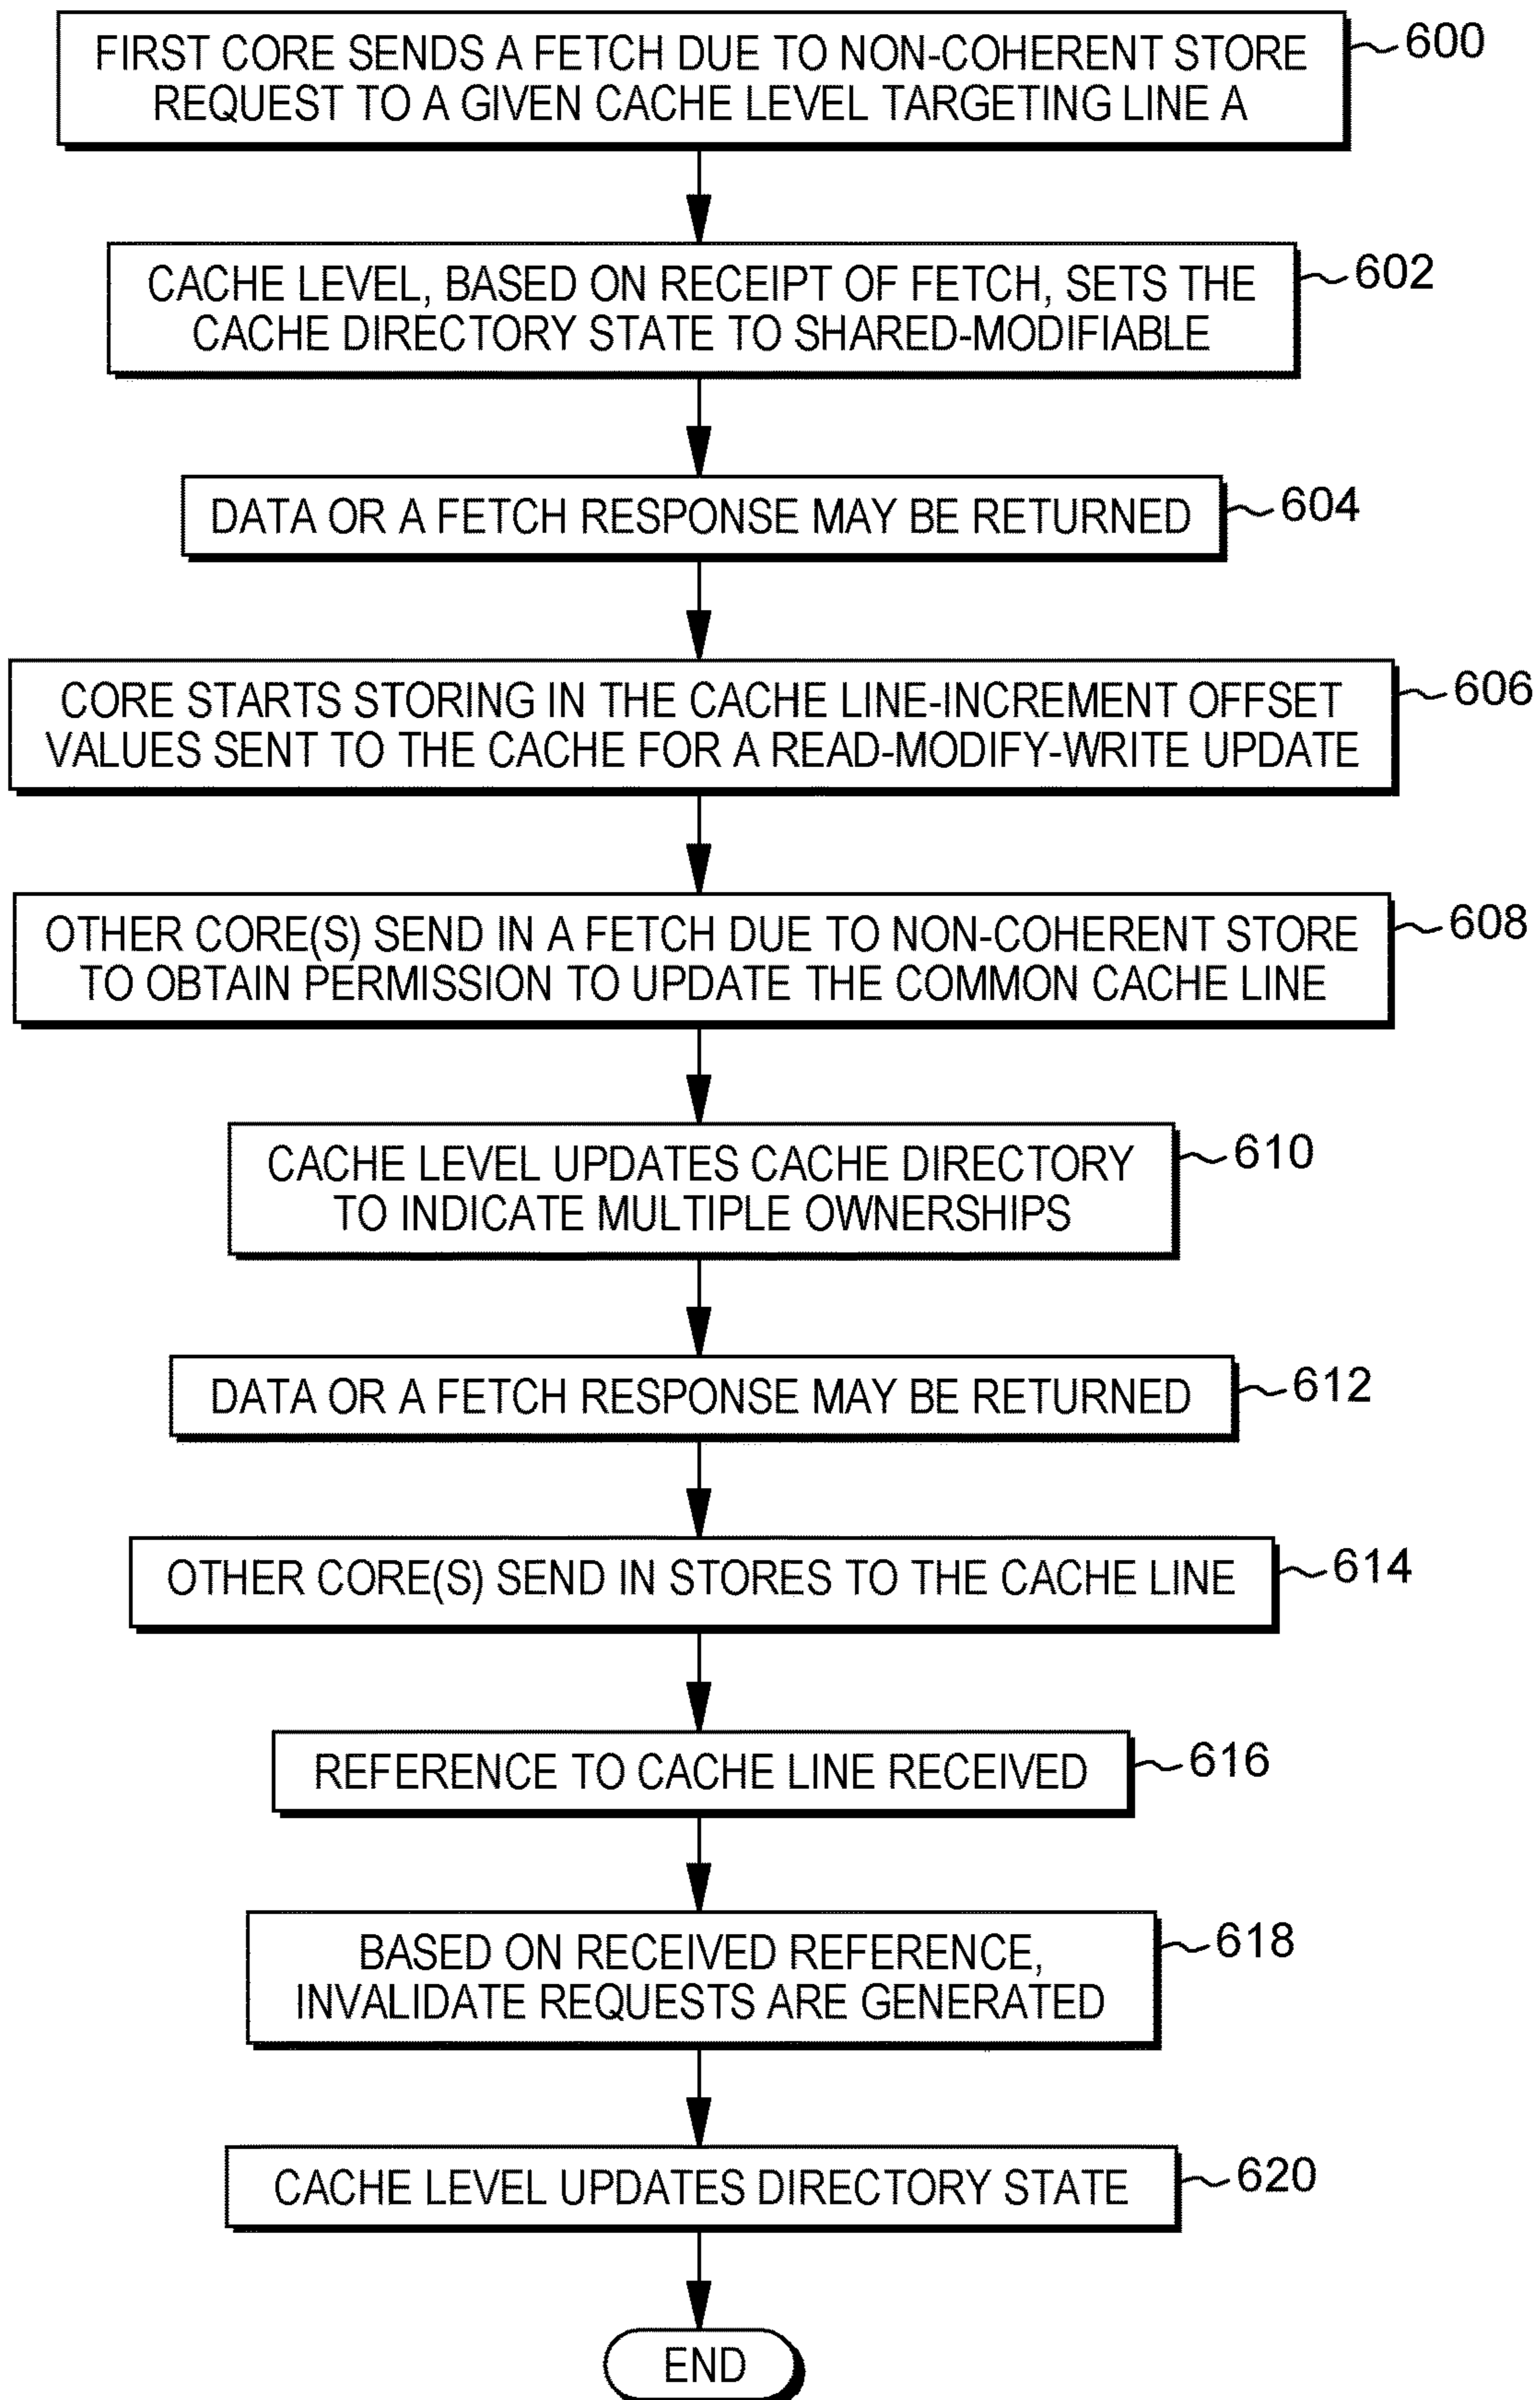 FIRST CORE SENDS A FETCH DUE TO NON-COHERENT STORE
REQUEST TO A GIVEN CACHE LEVEL TARGETING LINE A
600
CACHE LEVEL, BASED ON RECEIPT OF FETCH, SETS THE
CACHE DIRECTORY STATE TO SHARED-MODIFIABLE
602
DATA OR A FETCH RESPONSE MAY BE RETURNED
604
CORE STARTS STORING IN THE CACHE LINE-INCREMENT OFFSET
VALUES SENT TO THE CACHE FOR A READ-MODIFY-WRITE UPDATE
606
OTHER CORE(S) SEND IN A FETCH DUE TO NON-COHERENT STORE
TO OBTAIN PERMISSION TO UPDATE THE COMMON CACHE LINE
608
CACHE LEVEL UPDATES CACHE DIRECTORY
TO INDICATE MULTIPLE OWNERSHIPS
610
DATA OR A FETCH RESPONSE MAY BE RETURNED
612
OTHER CORE(S) SEND IN STORES TO THE CACHE LINE
614
REFERENCE TO CACHE LINE RECEIVED
616
BASED ON RECEIVED REFERENCE,
INVALIDATE REQUESTS ARE GENERATED
618
CACHE LEVEL UPDATES DIRECTORY STATE
620
END